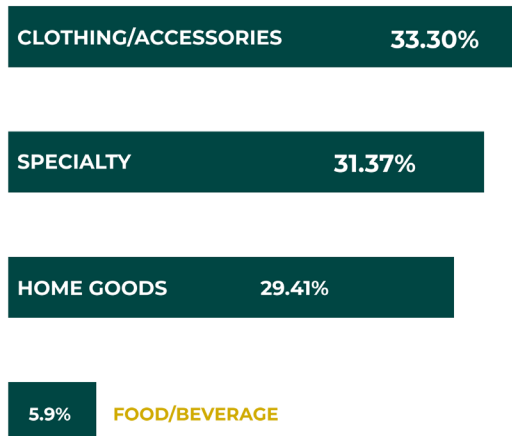 CLOTHING/ACCESSORIES 33.30%
SPECIALTY 31.37%
HOME GOODS 29.41%
5.9% FOOD/BEVERAGE